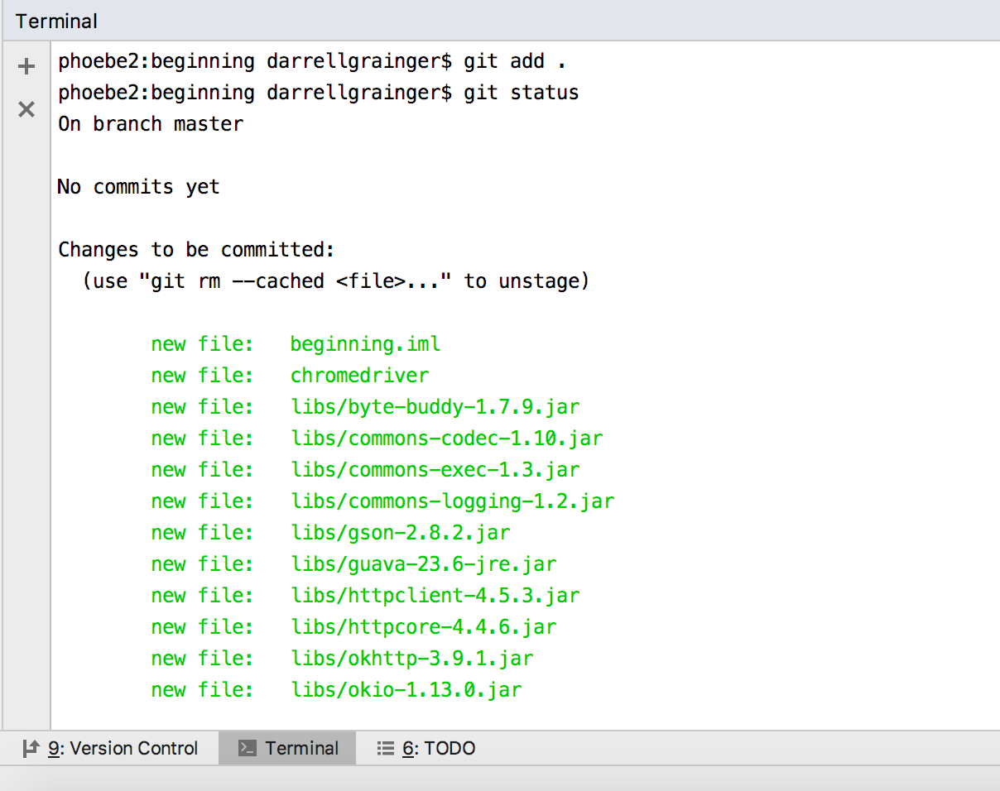 Terminal
phoebe2:beginning darrellgrainger$ git add .
phoebe2:beginning darrellgrainger$ git status
On branch master
No commits yet
Changes to be committed:
  (use "git rm --cached <file>..." to unstage)
        new file:   beginning.iml
        new file:   chromedriver
        new file:   libs/byte-buddy-1.7.9.jar
        new file:   libs/commons-codec-1.10.jar
        new file:   libs/commons-exec-1.3.jar
        new file:   libs/commons-logging-1.2.jar
        new file:   libs/gson-2.8.2.jar
        new file:   libs/guava-23.6-jre.jar
        new file:   libs/httpclient-4.5.3.jar
        new file:   libs/httpcore-4.4.6.jar
        new file:   libs/okhttp-3.9.1.jar
        new file:   libs/okio-1.13.0.jar
9: Version Control Terminal 6: TODO